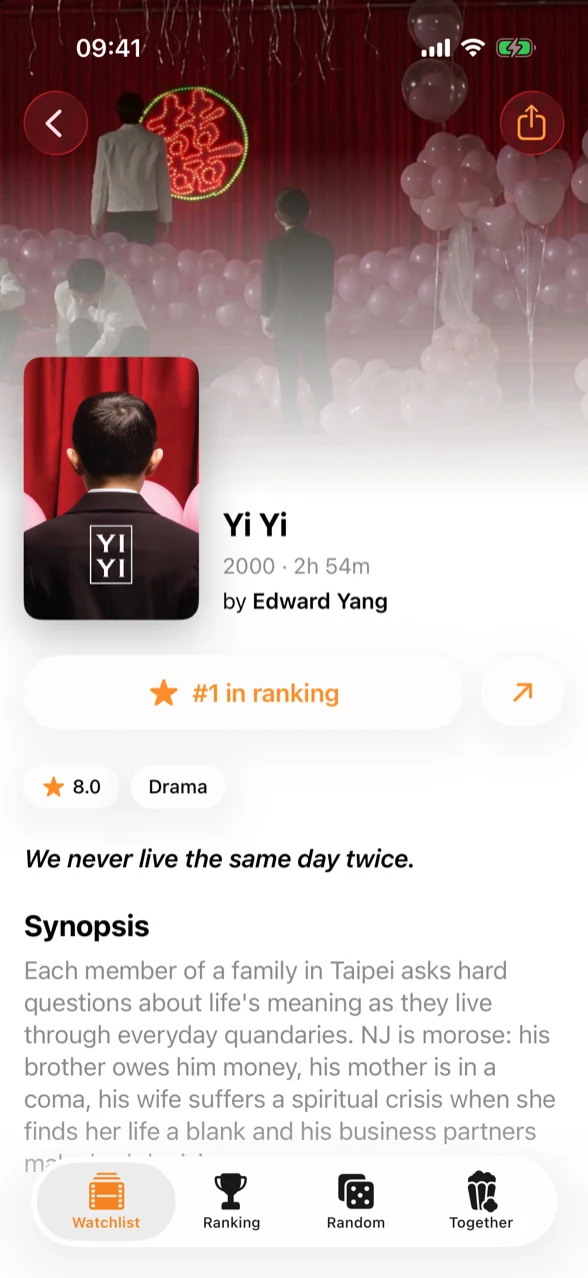 09:41
囍
YI
YI
Yi Yi
2000 · 2h 54m
by Edward Yang
#1 in ranking
8.0
Drama
We never live the same day twice.
Synopsis
Each member of a family in Taipei asks hard
questions about life's meaning as they live
through everyday quandaries. NJ is morose: his
brother owes him money, his mother is in a
coma, his wife suffers a spiritual crisis when she
finds her life a blank and his business partners
Watchlist
Ranking
Random
Together